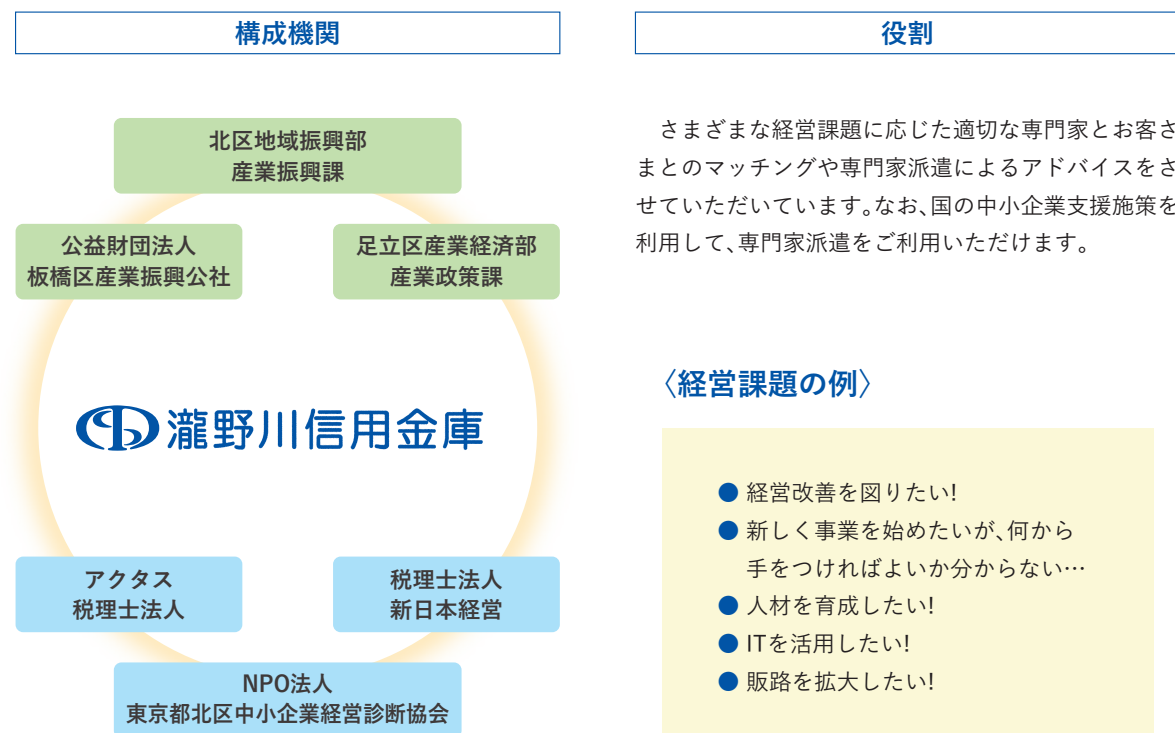 構成機関
北区地域振興部
産業振興課
公益財団法人
板橋区産業振興公社
足立区産業経済部
産業政策課
瀧野川信用金庫
アクタス
税理士法人
税理士法人
新日本経営
NPO法人
東京都北区中小企業経営診断協会
役割
さまざまな経営課題に応じた適切な専門家とお客さ
まとのマッチングや専門家派遣によるアドバイスをさ
せていただいています。なお、国の中小企業支援施策を
利用して、専門家派遣をご利用いただけます。
〈経営課題の例〉
● 経営改善を図りたい!
● 新しく事業を始めたいが、何から
手をつければよいか分からない…
● 人材を育成したい!
● ITを活用したい!
● 販路を拡大したい!